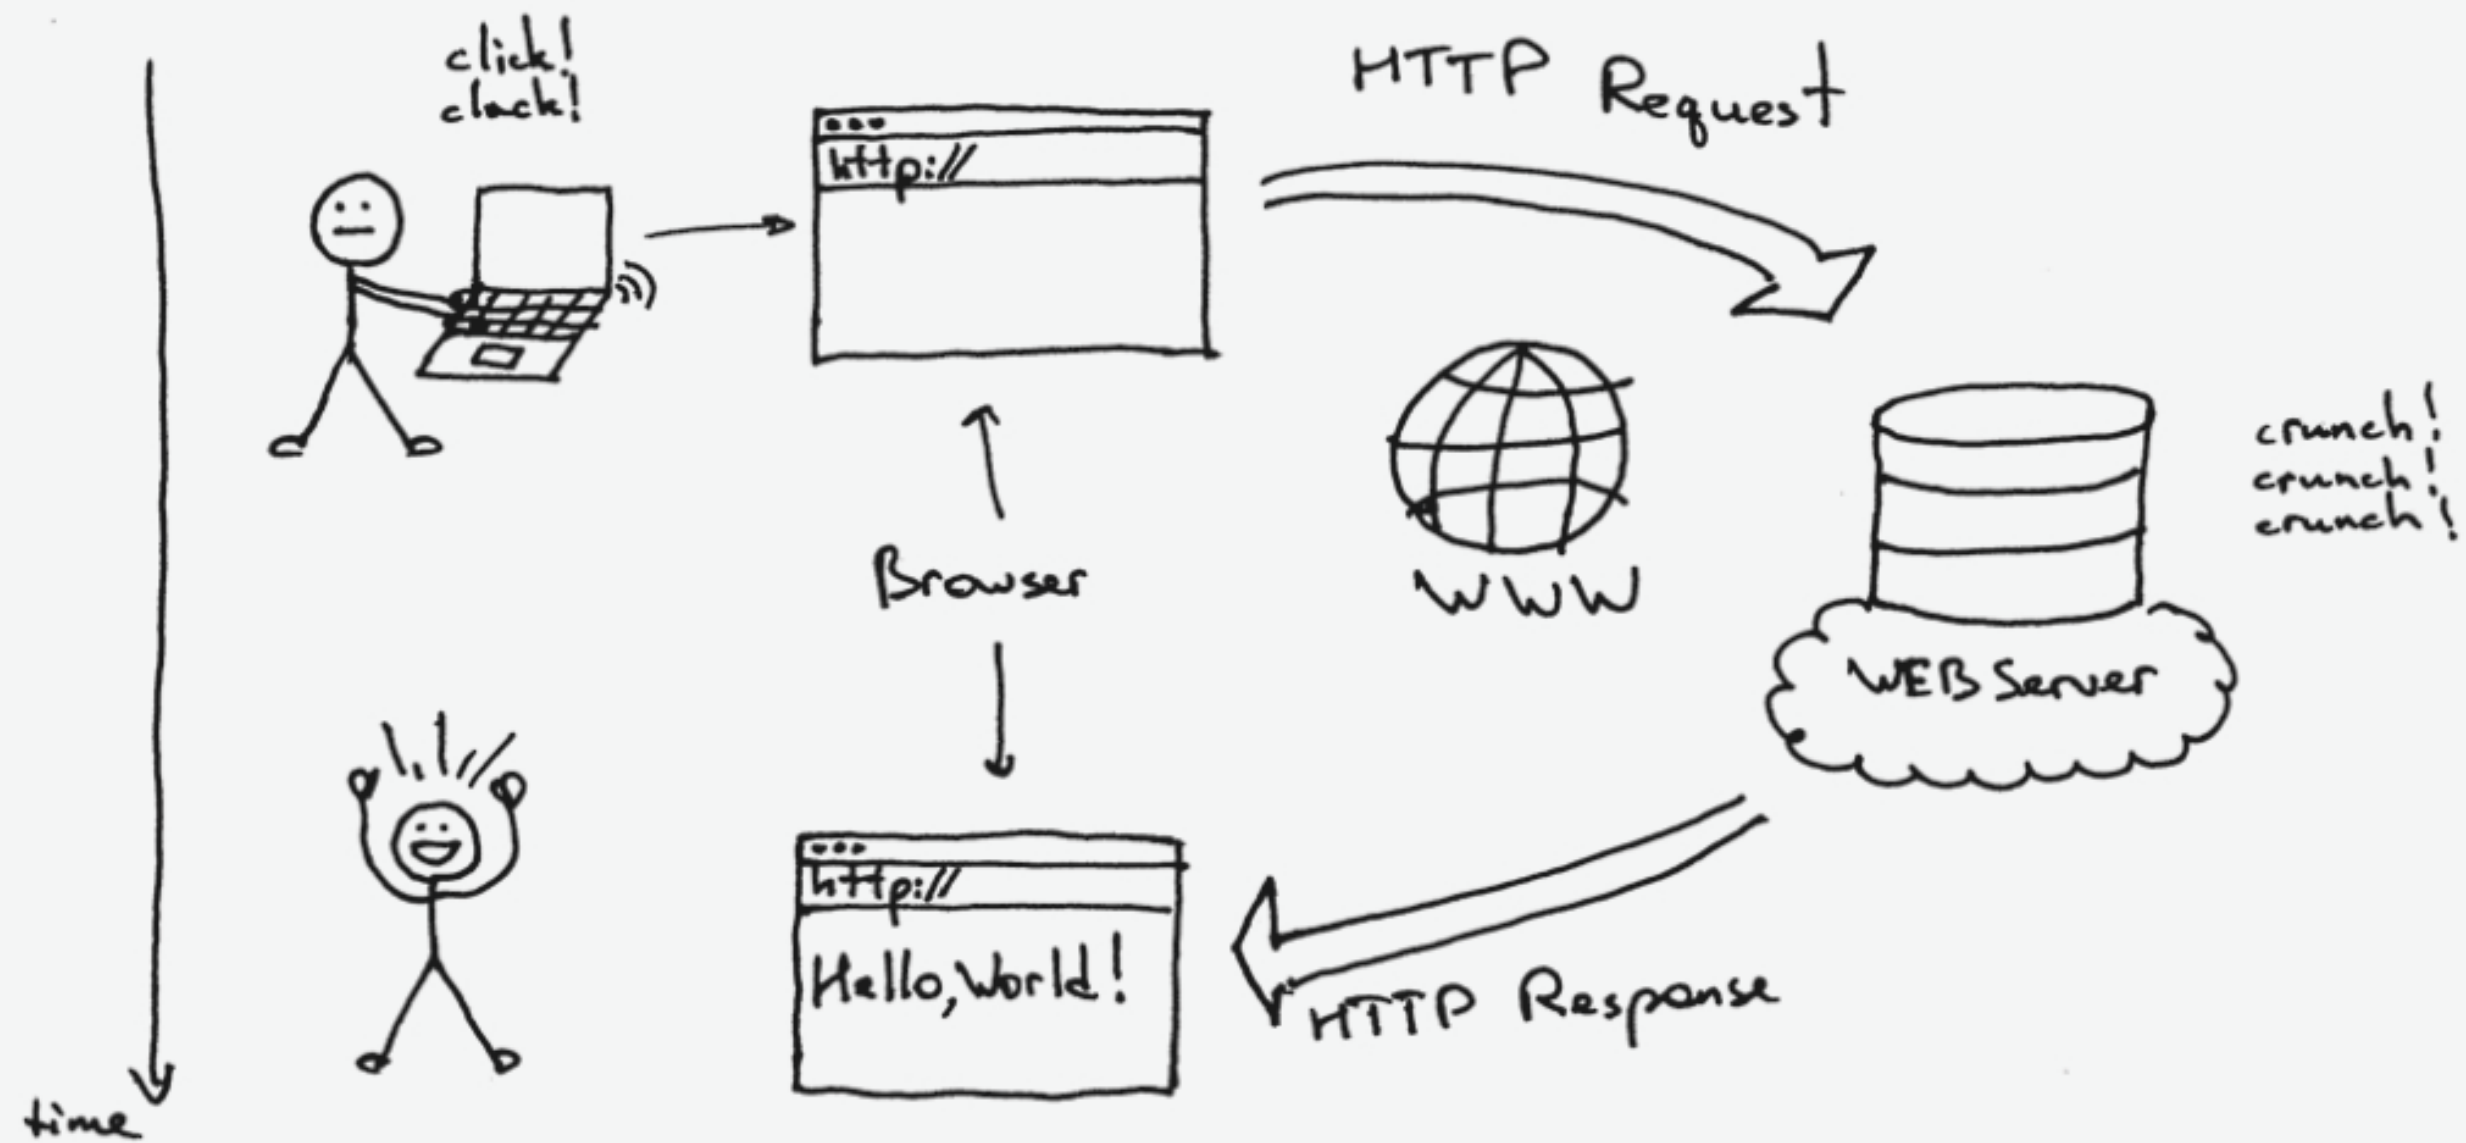 click!
clack!
HTTP Request
http://
crunch!
crunch!
crunch!
Browser
WWW
WEB Server
http://
Hello, World!
HTTP Response
time